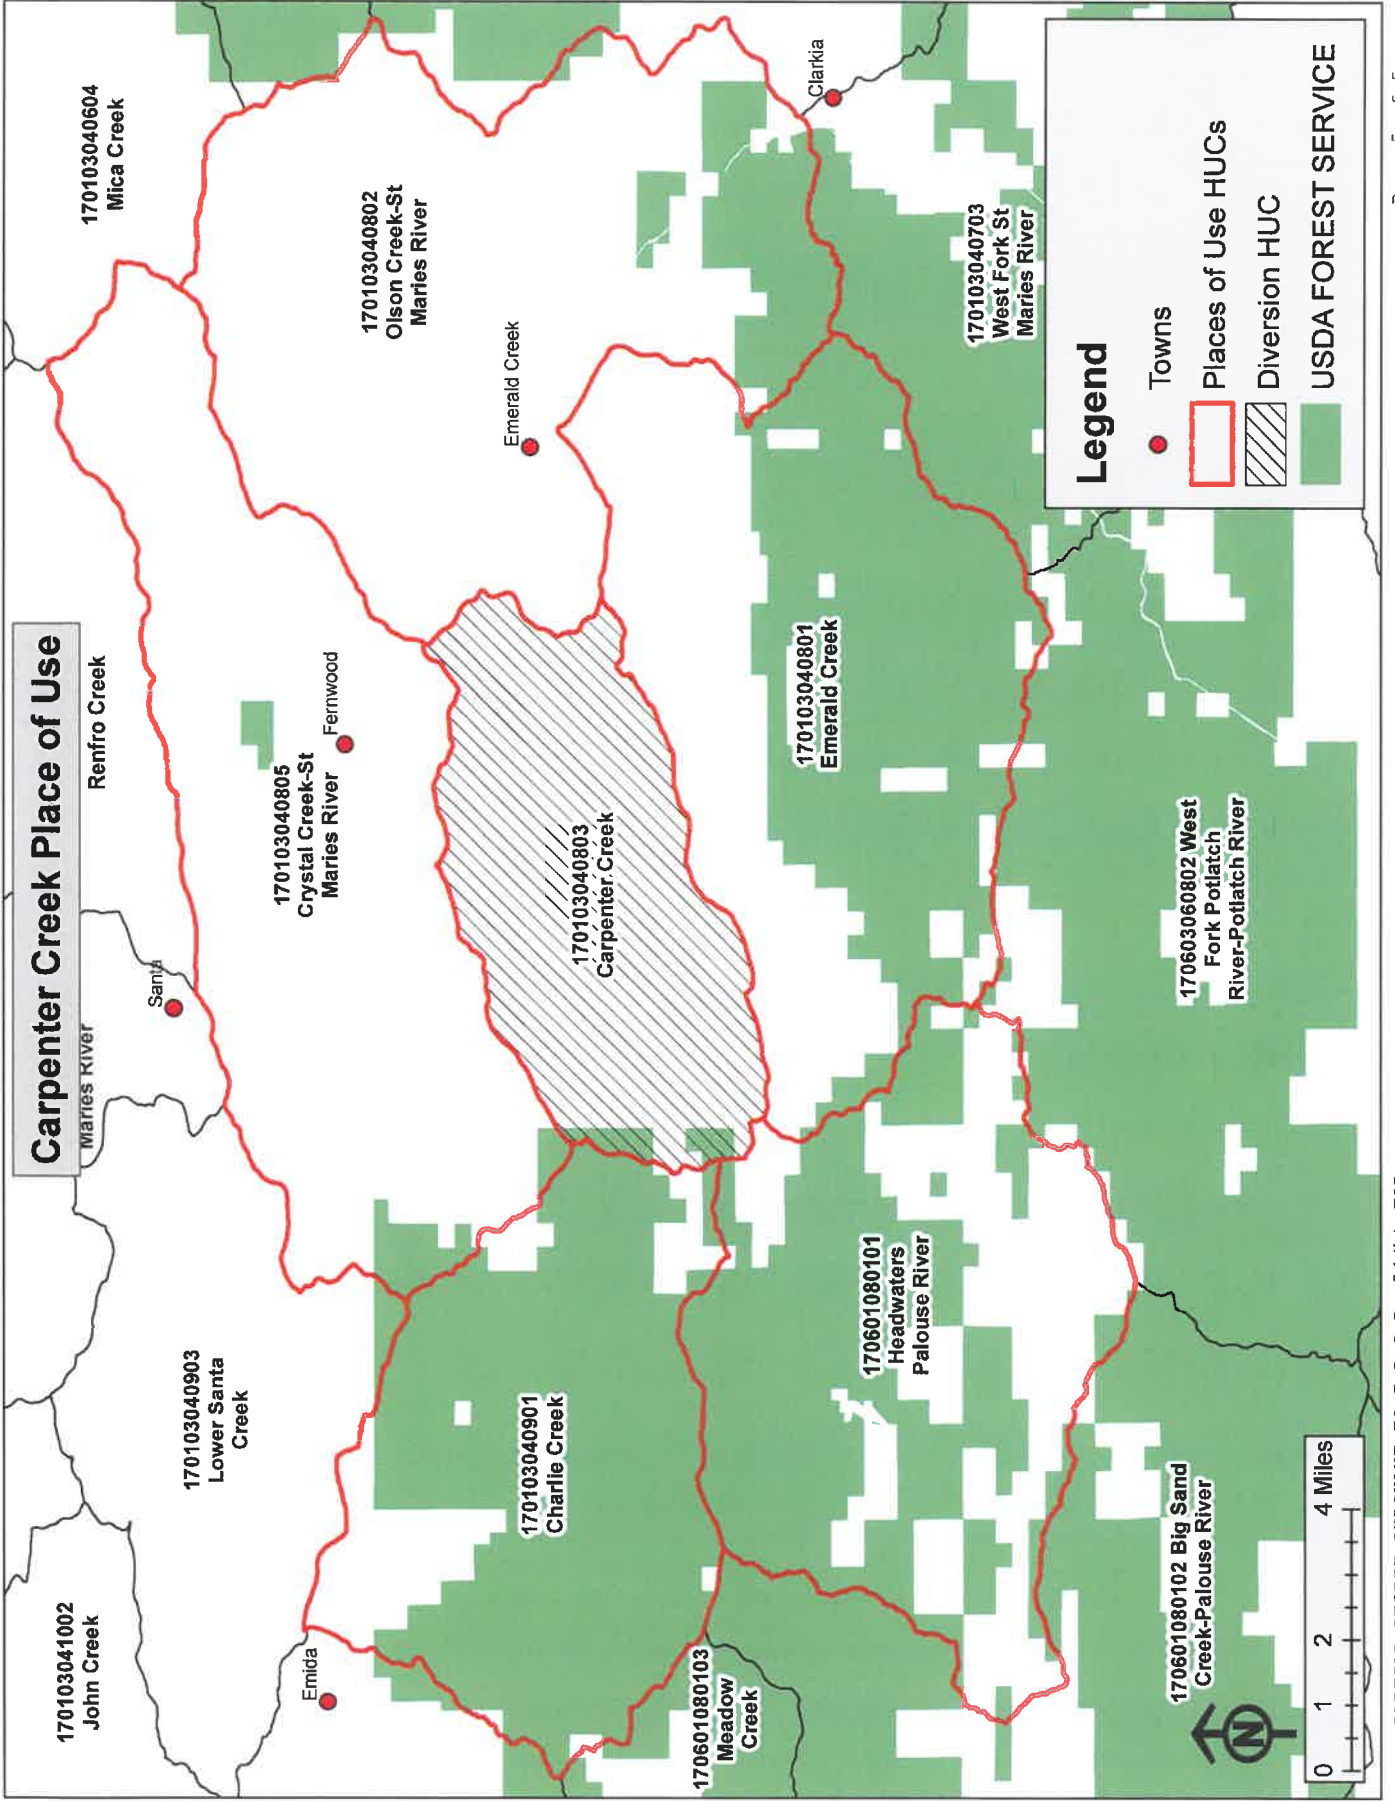 Carpenter Creek Place of Use
170103041002
John Creek
Maries River
Renfro Creek
170103040604
Mica Creek
Santa
170103040903
Lower Santa
Creek
170103040805
Crystal Creek-St
Maries River
Fernwood
170103040802
Olson Creek-St
Maries River
Emida
Emerald Creek
170103040901
Charlie Creek
170103040803
Carpenter Creek
Clarkia
170103040801
Emerald Creek
170601080103
Meadow
Creek
170601080101
Headwaters
Palouse River
170103040703
West Fork St
Maries River
170601080102 Big Sand
Creek-Palouse River
170603060802 West
Fork Potlatch
River-Potlatch River
Legend
Towns
Places of Use HUCs
Diversion HUC
USDA FOREST SERVICE
N
0 1 2 4 Miles